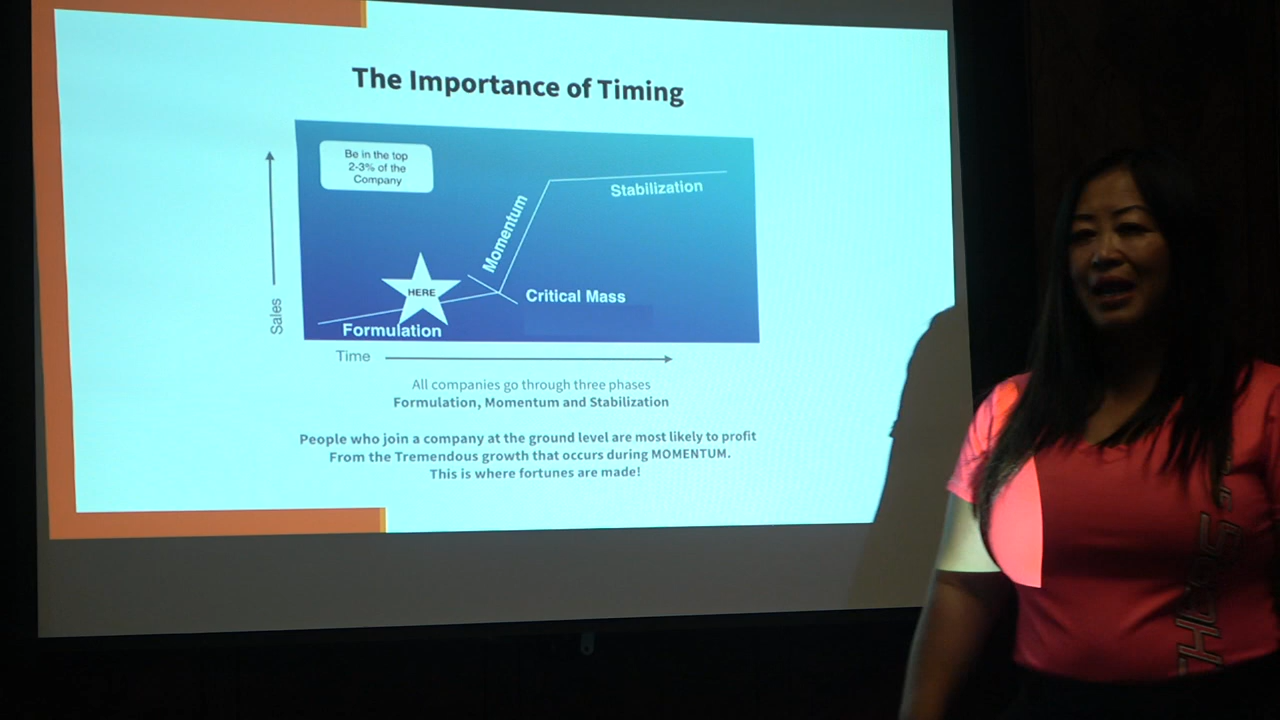 The Importance of Timing
Be in the top
2-3% of the
Company
Stabilization
Momentum
HERE
Critical Mass
Formulation
Sales
Time
All companies go through three phases
Formulation, Momentum and Stabilization
People who join a company at the ground level are most likely to profit
From the Tremendous growth that occurs during MOMENTUM.
This is where fortunes are made!